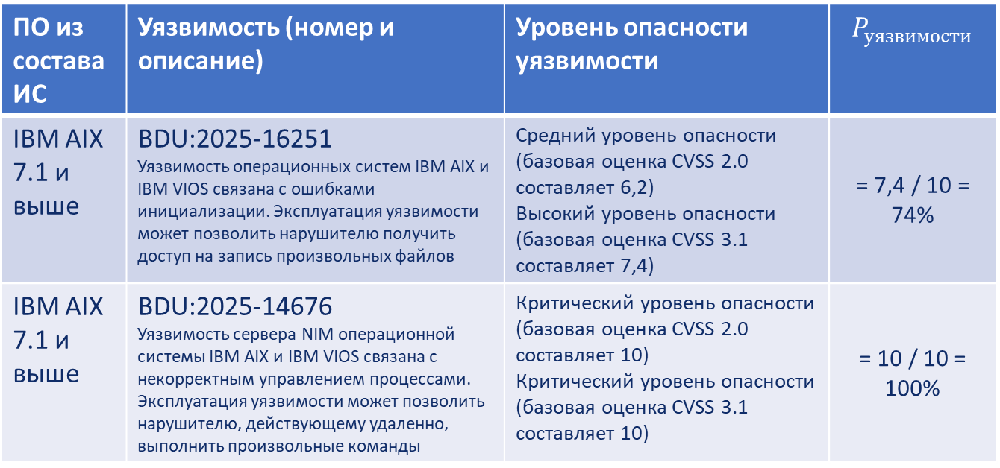 ПО из
состава
ИС
Уязвимость (номер и
описание)
Уровень опасности
уязвимости
Pуязвимости
IBM AIX
7.1 и
выше
BDU:2025-16251
Уязвимость операционных систем IBM AIX и
IBM VIOS связана с ошибками
инициализации. Эксплуатация уязвимости
может позволить нарушителю получить
доступ на запись произвольных файлов
Средний уровень опасности
(базовая оценка CVSS 2.0
составляет 6,2)
Высокий уровень опасности
(базовая оценка CVSS 3.1
составляет 7,4)
= 7,4 / 10 =
74%
IBM AIX
7.1 и
выше
BDU:2025-14676
Уязвимость сервера NIM операционной
системы IBM AIX и IBM VIOS связана с
некорректным управлением процессами.
Эксплуатация уязвимости может позволить
нарушителю, действующему удаленно,
выполнить произвольные команды
Критический уровень опасности
(базовая оценка CVSS 2.0
составляет 10)
Критический уровень опасности
(базовая оценка CVSS 3.1
составляет 10)
= 10 / 10 =
100%